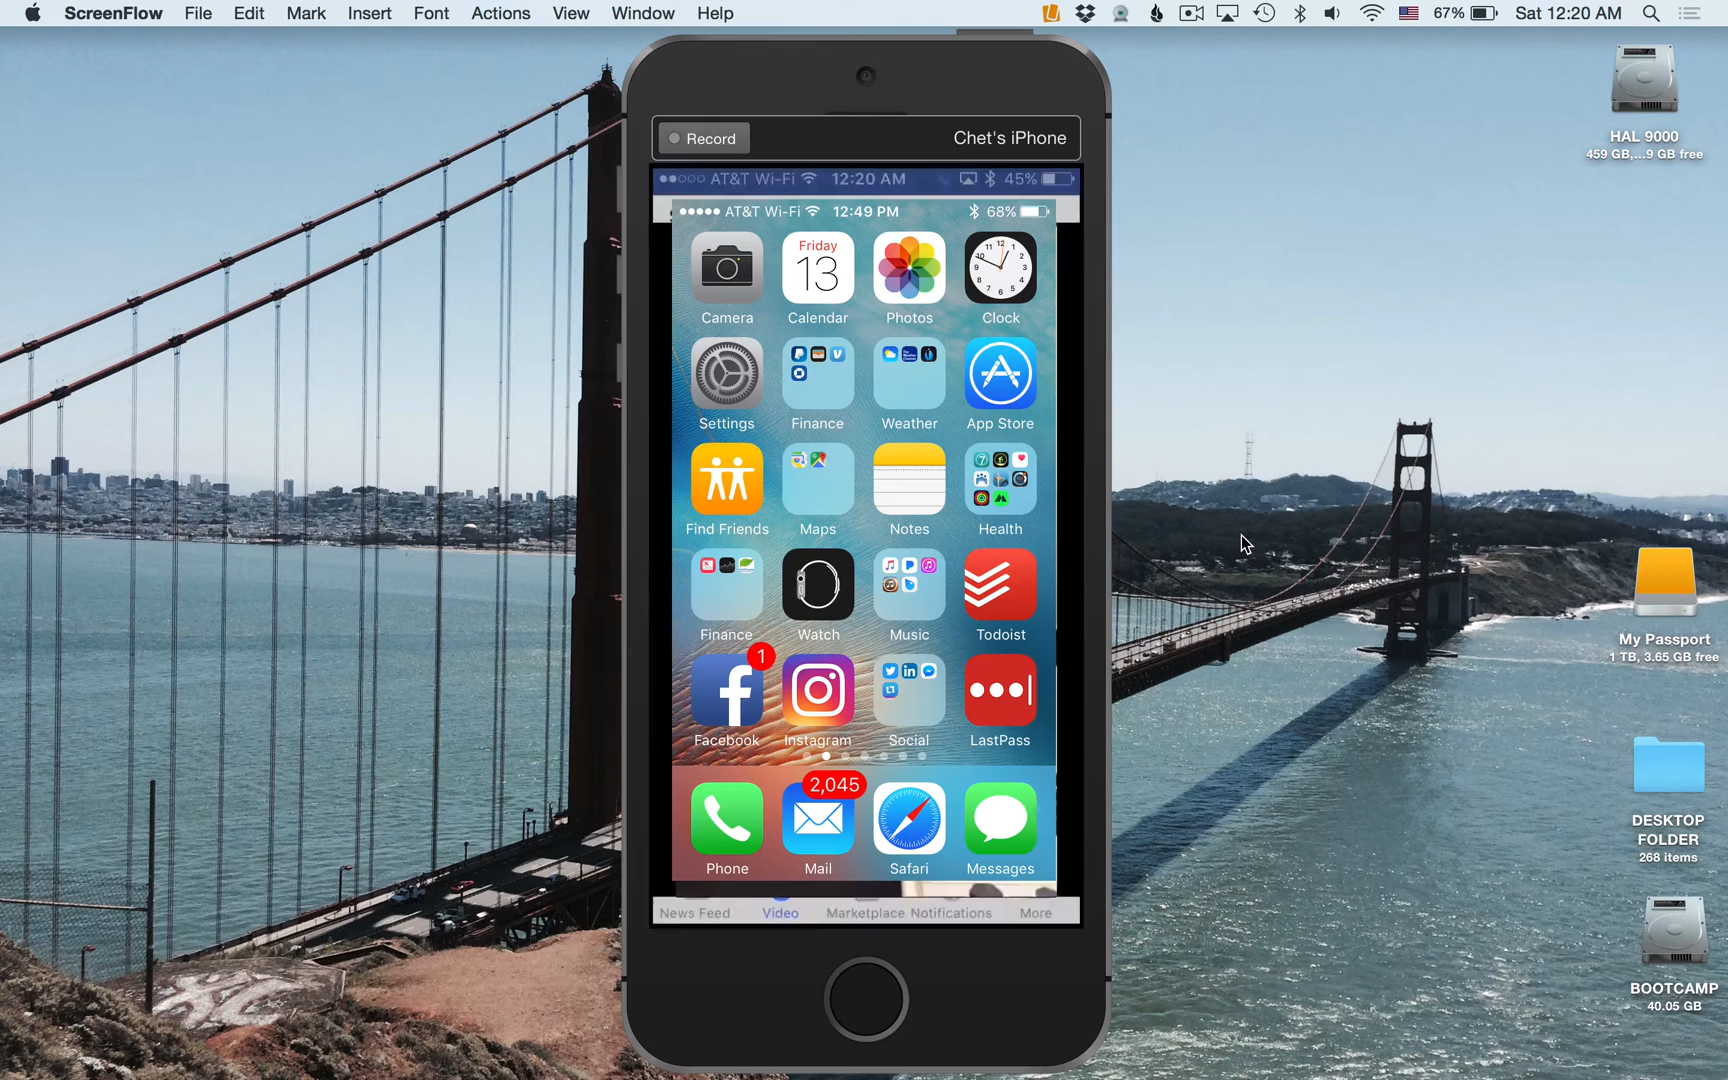 ScreenFlow File Edit Mark Insert Font Actions View Window Help 67% Sat 12:20 AM
HAL 9000
459 GB,...9 GB free
Record Chet's iPhone
AT&T Wi-Fi 12:20 AM 45%
AT&T Wi-Fi 12:49 PM 68%
Friday
13
Camera Calendar Photos Clock
Settings Finance Weather App Store
Find Friends Maps Notes Health
Finance Watch Music Todoist
1
Facebook Instagram Social LastPass
2,045
Phone Mail Safari Messages
News Feed Video Marketplace Notifications More
My Passport
1 TB, 3.65 GB free
DESKTOP
FOLDER
268 items
BOOTCAMP
40.05 GB